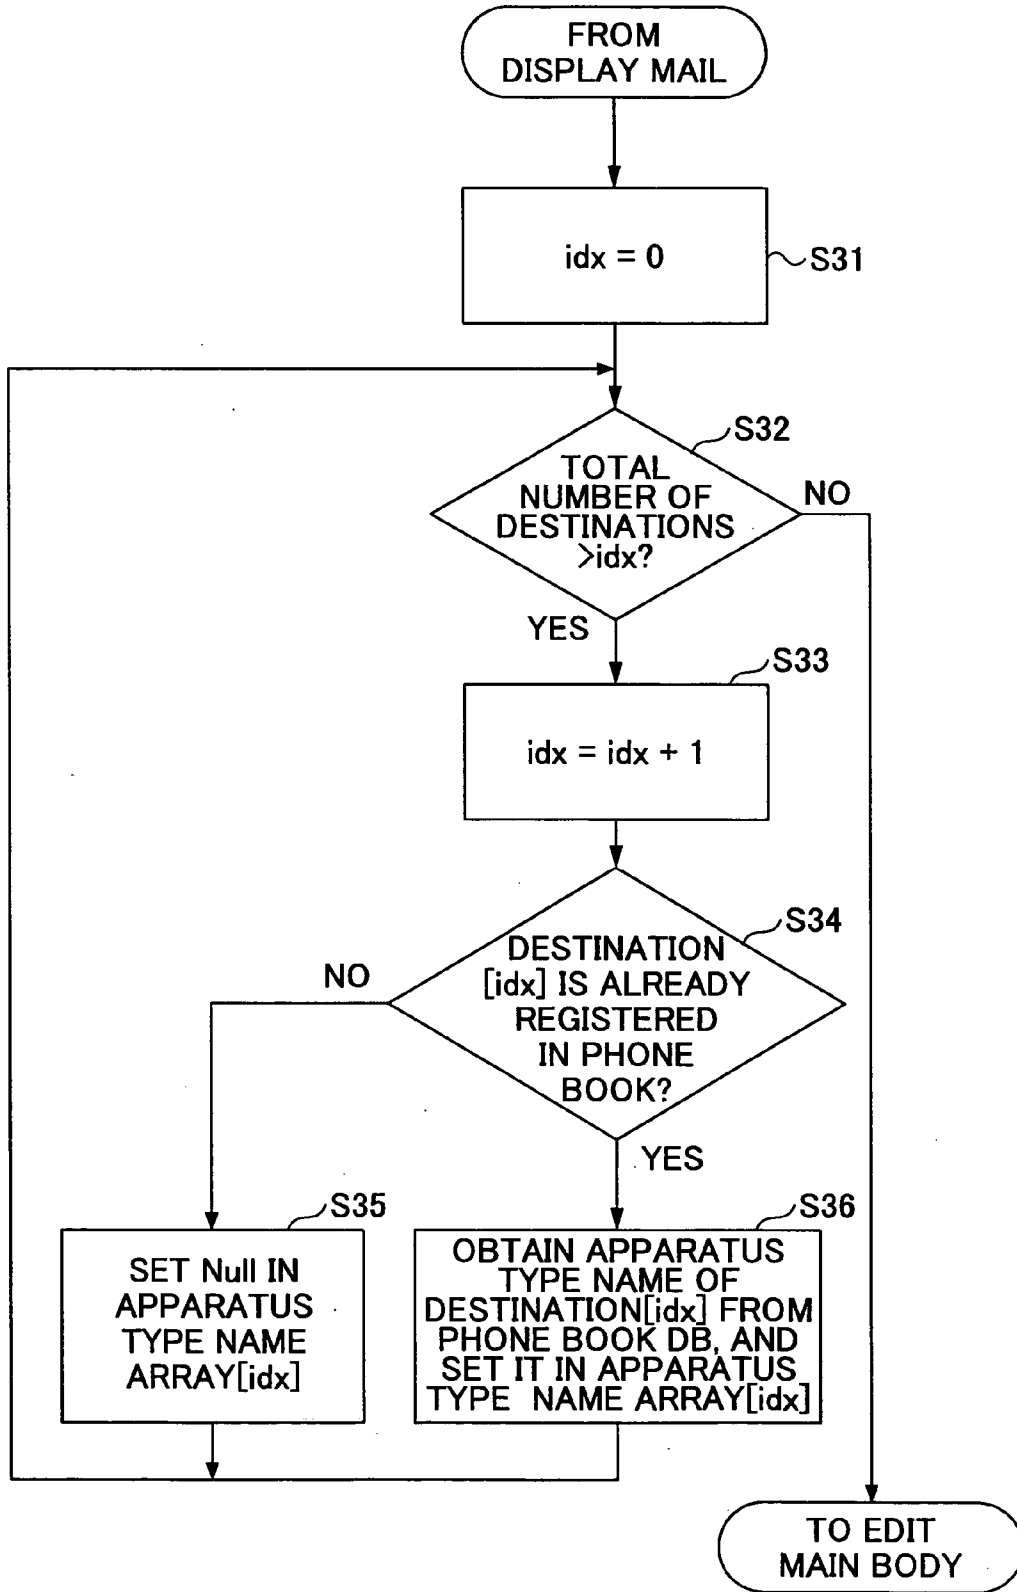 FROM
DISPLAY MAIL
idx = 0
S31
S32
TOTAL
NUMBER OF
DESTINATIONS
>idx?
NO
YES
S33
idx = idx + 1
S34
DESTINATION
[idx] IS ALREADY
REGISTERED
IN PHONE
BOOK?
NO
YES
S35
SET Null IN
APPARATUS
TYPE NAME
ARRAY[idx]
S36
OBTAIN APPARATUS
TYPE NAME OF
DESTINATION[idx] FROM
PHONE BOOK DB, AND
SET IT IN APPARATUS
TYPE NAME ARRAY[idx]
TO EDIT
MAIN BODY